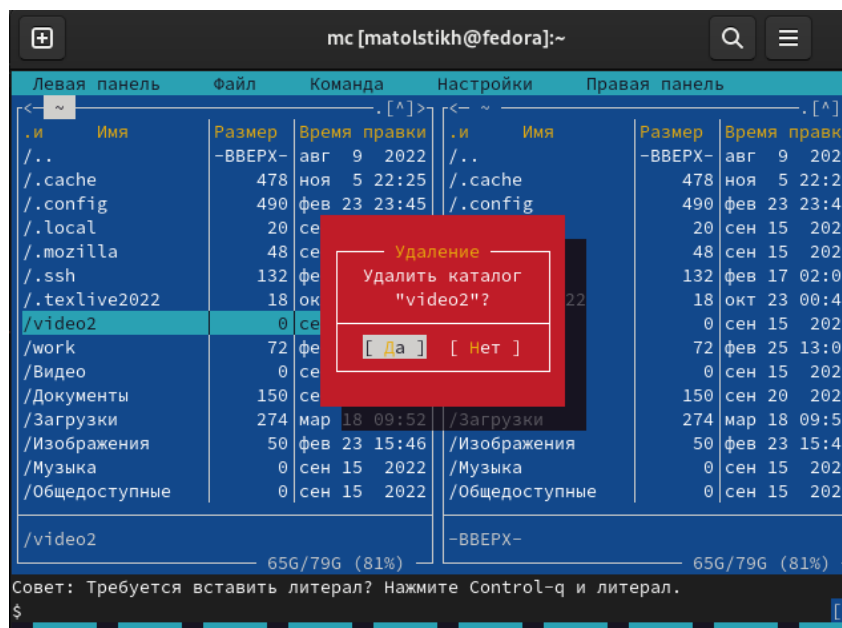 mc [matolstikh@fedora]:~
Левая панель Файл Команда Настройки Правая панель
<— ~ .[^]> <— ~ .[^]
.и Имя Размер Время правки .и Имя Размер Время правк
/.. -ВВЕРХ- авг 9 2022 /.. -ВВЕРХ- авг 9 202
/.cache 478 ноя 5 22:25 /.cache 478 ноя 5 22:2
/.config 490 фев 23 23:45 /.config 490 фев 23 23:4
/.local 20 се 20 сен 15 202
/.mozilla 48 се Удаление 48 сен 15 202
/.ssh 132 фе Удалить каталог 132 фев 17 02:0
/.texlive2022 18 ок "video2"? 22 18 окт 23 00:4
/video2 0 се 0 сен 15 202
/work 72 фе [ Да ] [ Нет ] 72 фев 25 13:0
/Видео 0 се 0 сен 15 202
/Документы 150 се 150 сен 20 202
/Загрузки 274 мар 18 09:52 /Загрузки 274 мар 18 09:5
/Изображения 50 фев 23 15:46 /Изображения 50 фев 23 15:4
/Музыка 0 сен 15 2022 /Музыка 0 сен 15 202
/Общедоступные 0 сен 15 2022 /Общедоступные 0 сен 15 202
/video2 -ВВЕРХ-
65G/79G (81%) 65G/79G (81%)
Совет: Требуется вставить литерал? Нажмите Control-q и литерал.
$ [